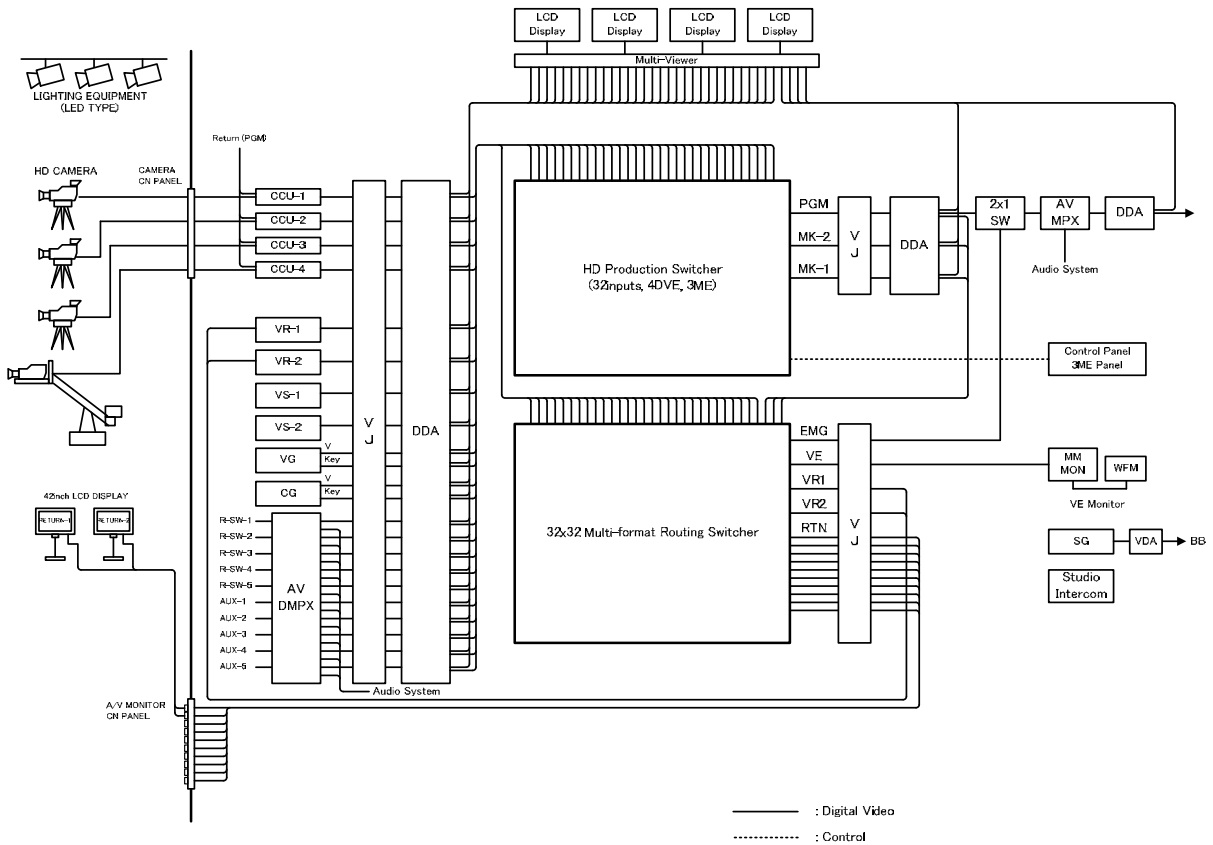 LCD
Display
LCD
Display
LCD
Display
LCD
Display
Multi-Viewer
LIGHTING EQUIPMENT
(LED TYPE)
Return (PGM)
HD CAMERA
CAMERA
CN PANEL
CCU-1
CCU-2
CCU-3
CCU-4
VR-1
VR-2
VS-1
VS-2
VG
V
Key
CG
V
Key
R-SW-1
R-SW-2
R-SW-3
R-SW-4
R-SW-5
AUX-1
AUX-2
AUX-3
AUX-4
AUX-5
AV
DMPX
V
J
DDA
Audio System
HD Production Switcher
(32inputs, 4DVE, 3ME)
PGM
MK-2
MK-1
V
J
DDA
2x1
SW
AV
MPX
DDA
Audio System
Control Panel
3ME Panel
32x32 Multi-format Routing Switcher
EMG
VE
VR1
VR2
RTN
V
J
MM
MON
WFM
VE Monitor
SG
VDA
BB
Studio
Intercom
42inch LCD DISPLAY
RETURN-1
RETURN-2
A/V MONITOR
CN PANEL
: Digital Video
: Control